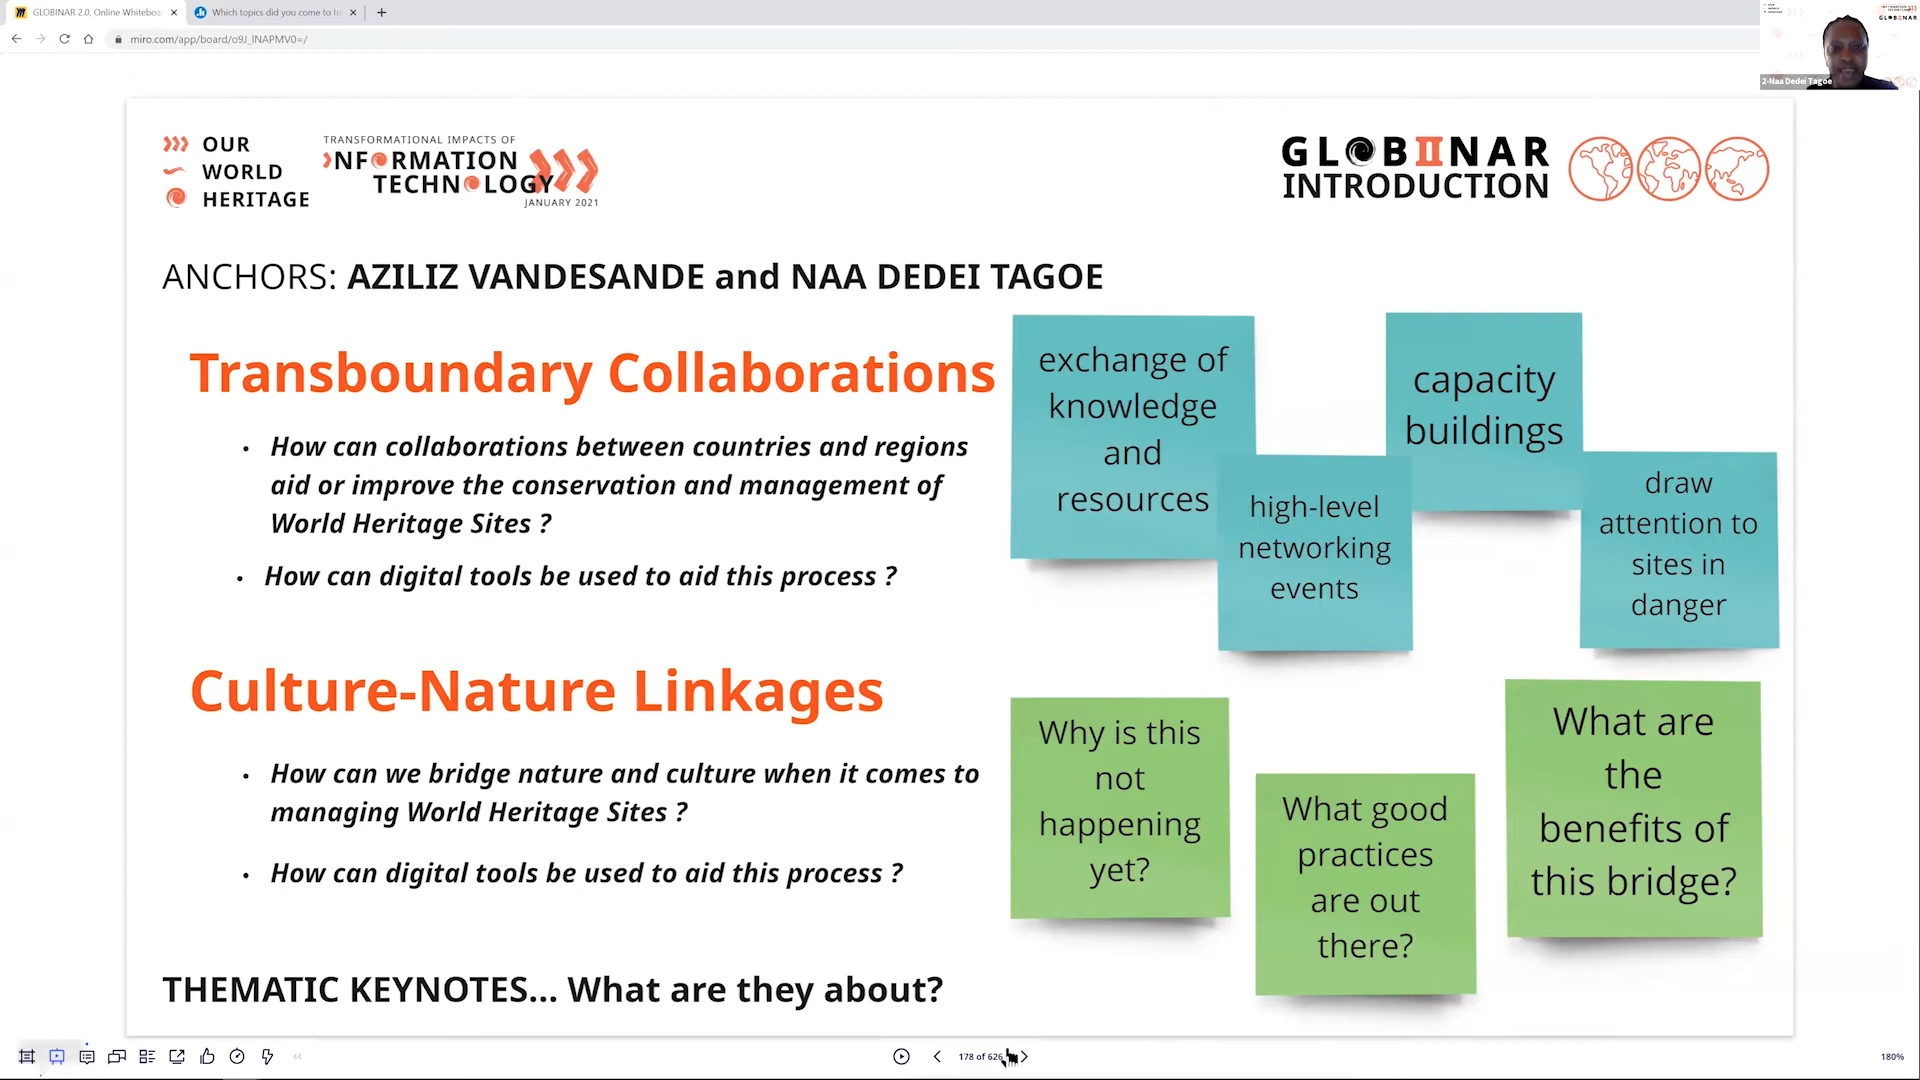 GLOBINAR 2.0, Online Whiteboa
Which topics did you come to h
miro.com/app/board/o9J_lNAPMV0=/
2-Naa Dedei Tagoe
OUR
WORLD
HERITAGE
TRANSFORMATIONAL IMPACTS OF
INFORMATION
TECHNOLOGY
JANUARY 2021
GLOBIINAR
INTRODUCTION
ANCHORS: AZILIZ VANDESANDE and NAA DEDEI TAGOE
Transboundary Collaborations
• How can collaborations between countries and regions
aid or improve the conservation and management of
World Heritage Sites ?
• How can digital tools be used to aid this process ?
exchange of
knowledge
and
resources
high-level
networking
events
capacity
buildings
draw
attention to
sites in
danger
Culture-Nature Linkages
• How can we bridge nature and culture when it comes to
managing World Heritage Sites ?
• How can digital tools be used to aid this process ?
Why is this
not
happening
yet?
What good
practices
are out
there?
What are
the
benefits of
this bridge?
THEMATIC KEYNOTES... What are they about?
178 of 626
180%